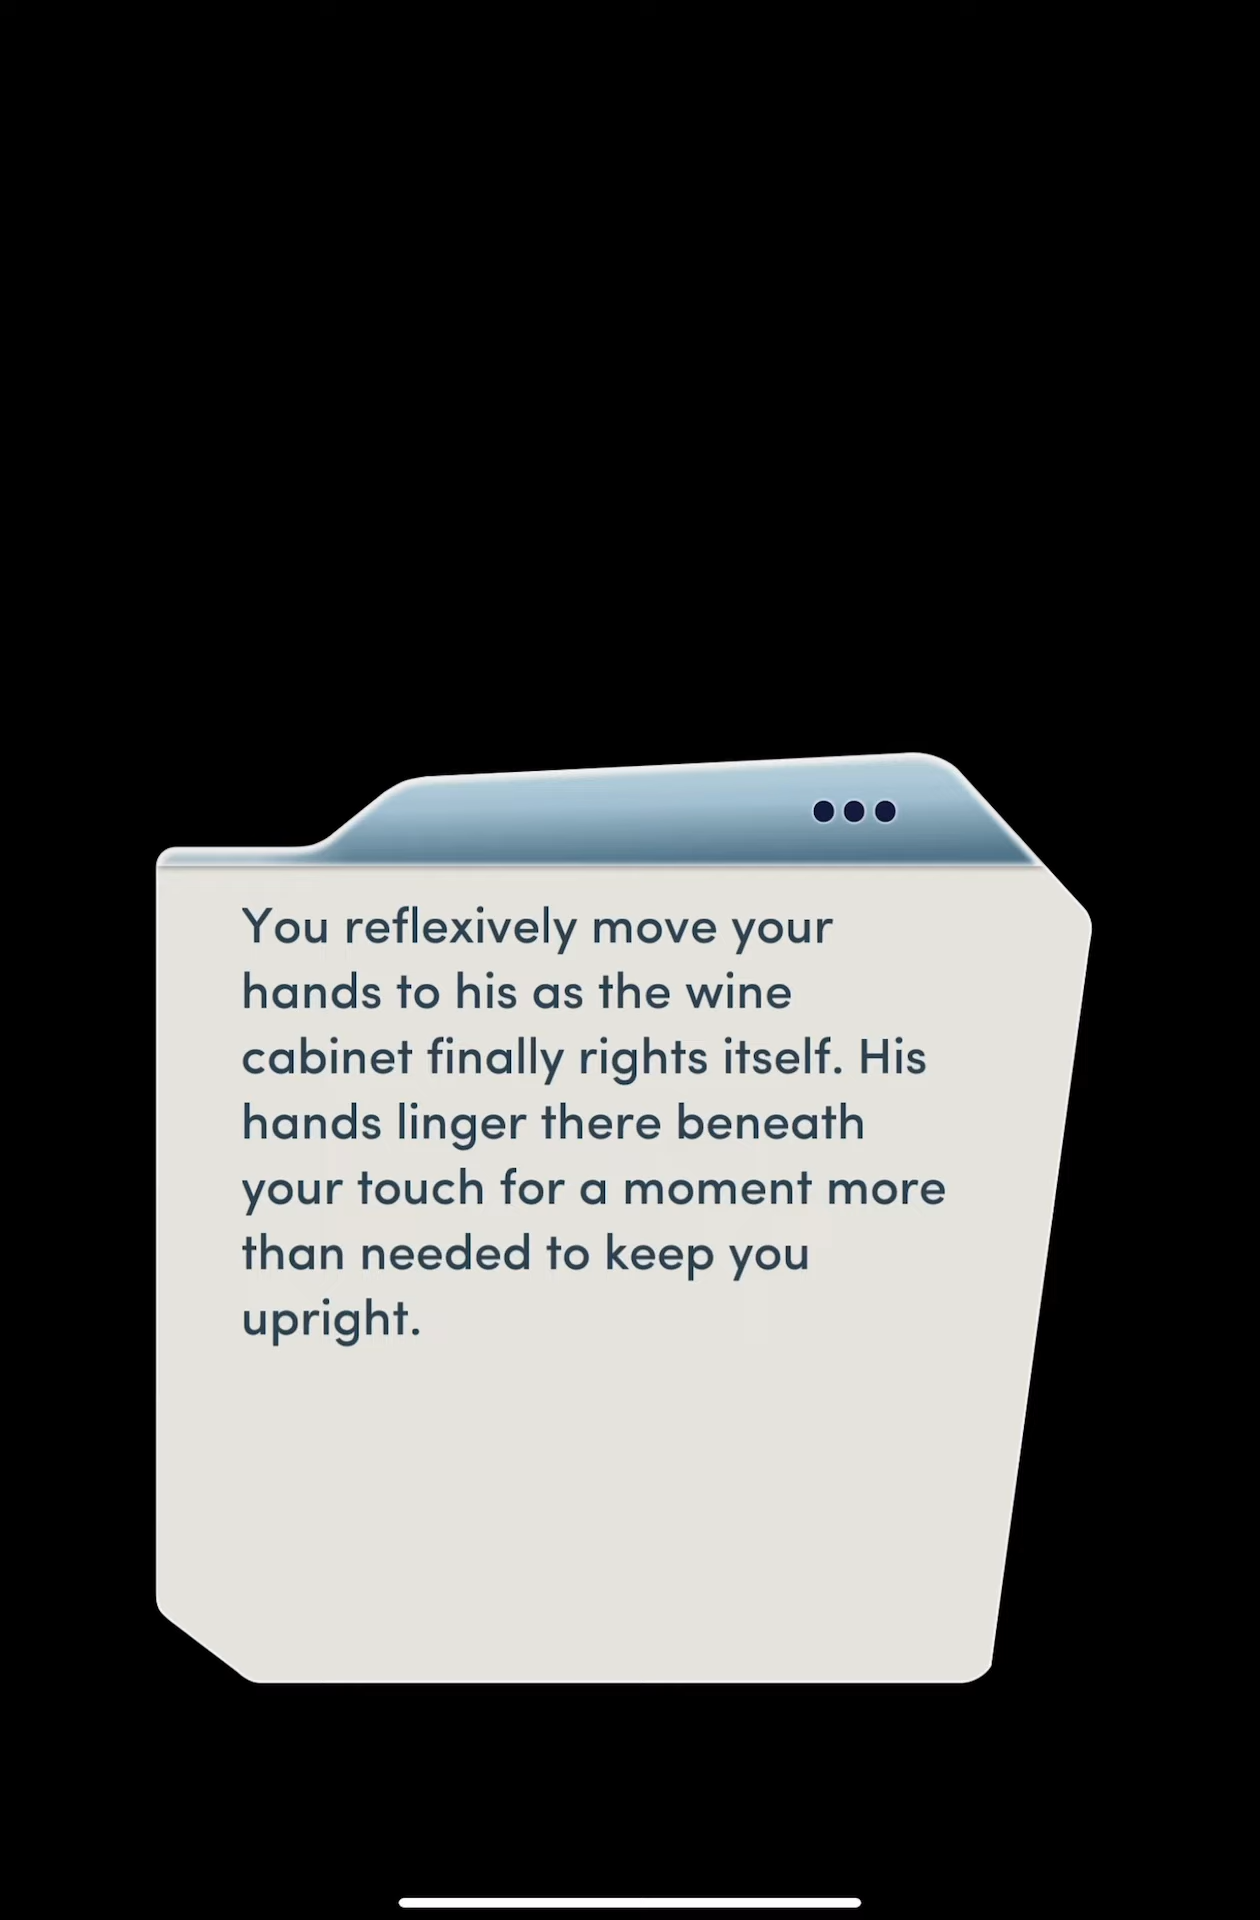 You reflexively move your
hands to his as the wine
cabinet finally rights itself. His
hands linger there beneath
your touch for a moment more
than needed to keep you
upright.